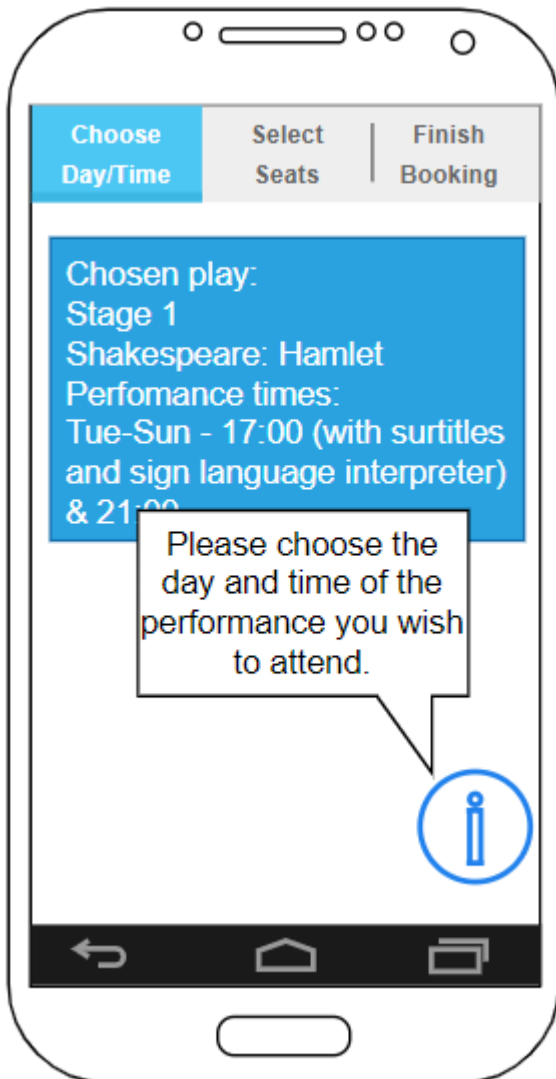 Choose
Day/Time
Select
Seats
Finish
Booking
Chosen play:
Stage 1
Shakespeare: Hamlet
Perfomance times:
Tue-Sun - 17:00 (with surtitles
and sign language interpreter)
& 21:00
Please choose the
day and time of the
performance you wish
to attend.
i